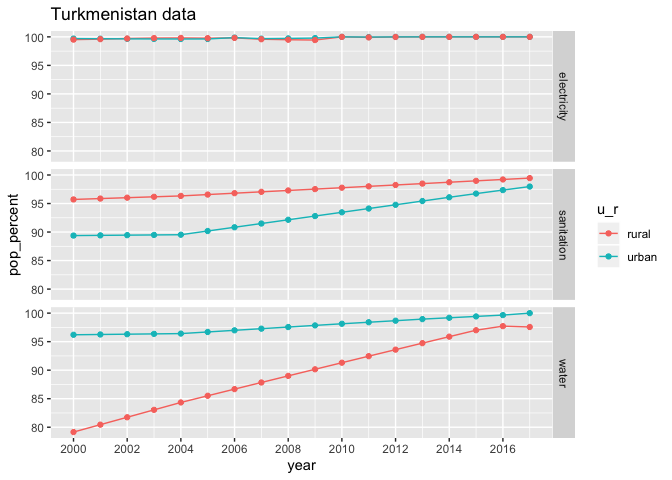 Turkmenistan data
pop_percent
100
95
90
85
80
electricity
100
95
90
85
80
sanitation
100
95
90
85
80
water
2000 2002 2004 2006 2008 2010 2012 2014 2016
year
u_r
rural
urban